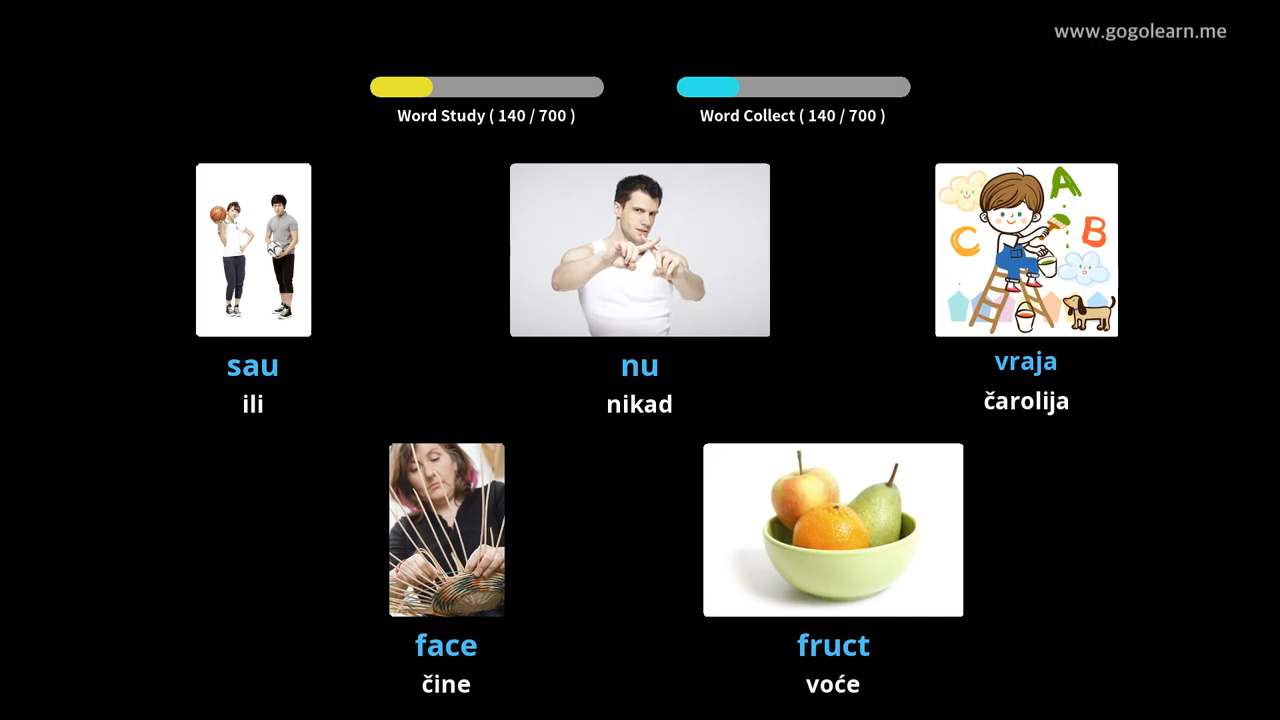 www.gogolearn.me
Word Study ( 140 / 700 )
Word Collect ( 140 / 700 )
A
B
C
sau
nu
vraja
ili
nikad
čarolija
face
fruct
čine
voće